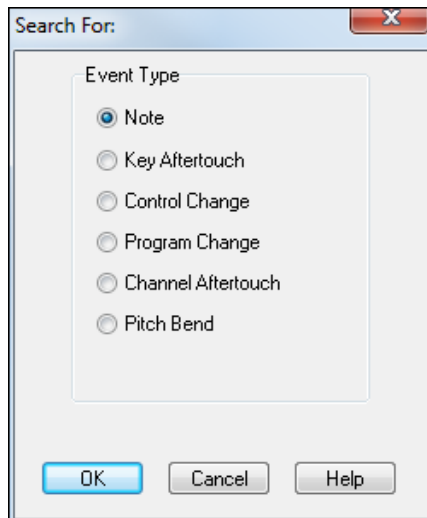 Search For:
Event Type
Note
Key Aftertouch
Control Change
Program Change
Channel Aftertouch
Pitch Bend
OK Cancel Help